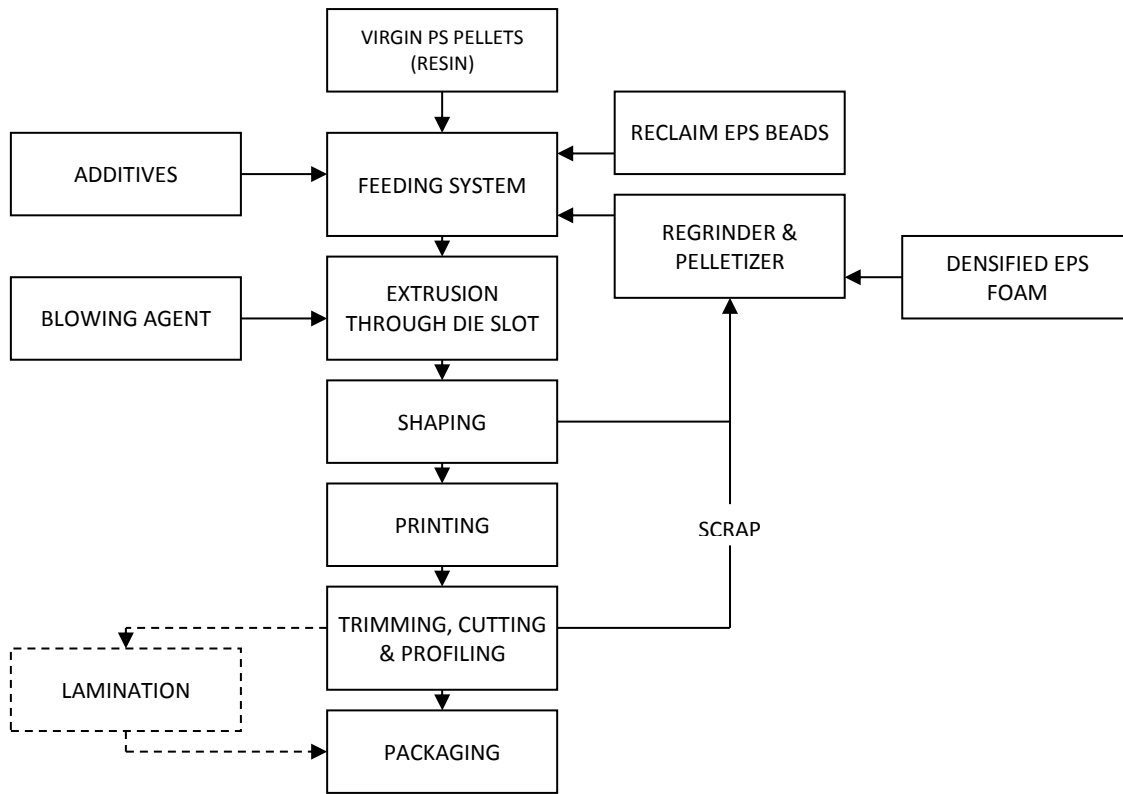 VIRGIN PS PELLETS
(RESIN)
RECLAIM EPS BEADS
ADDITIVES
FEEDING SYSTEM
REGRINDER &
PELLETIZER
DENSIFIED EPS
FOAM
BLOWING AGENT
EXTRUSION
THROUGH DIE SLOT
SHAPING
PRINTING
SCRAP
TRIMMING, CUTTING
& PROFILING
LAMINATION
PACKAGING